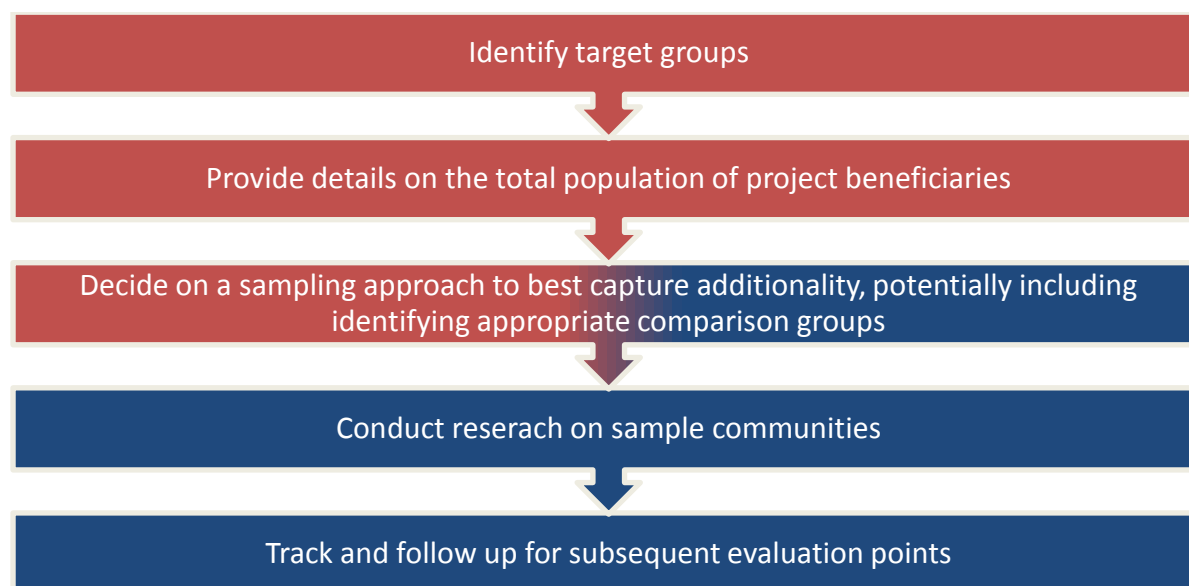 Identify target groups
Provide details on the total population of project beneficiaries
Decide on a sampling approach to best capture additionality, potentially including
identifying appropriate comparison groups
Conduct reserach on sample communities
Track and follow up for subsequent evaluation points